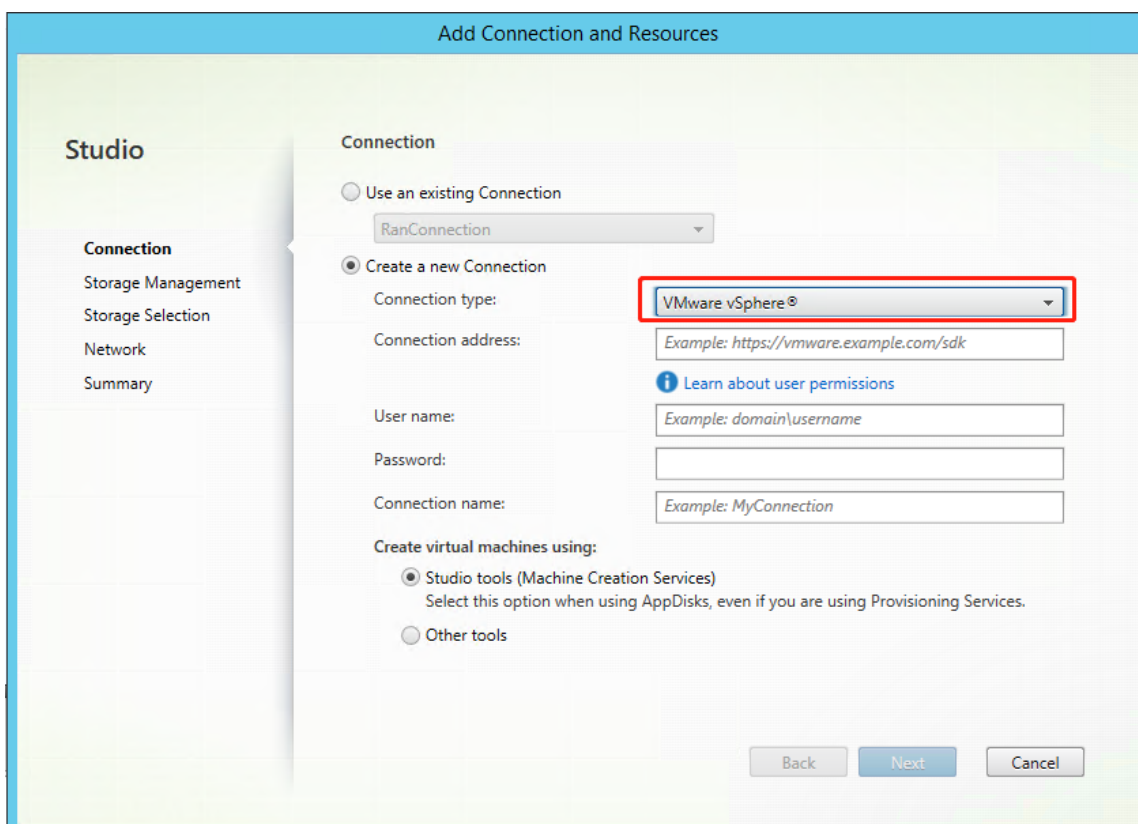 Add Connection and Resources
Studio
Connection
Storage Management
Storage Selection
Network
Summary
Connection
Use an existing Connection
RanConnection
Create a new Connection
Connection type:
VMware vSphere®
Connection address:
Example: https://vmware.example.com/sdk
Learn about user permissions
User name:
Example: domain\username
Password:
Connection name:
Example: MyConnection
Create virtual machines using:
Studio tools (Machine Creation Services)
Select this option when using AppDisks, even if you are using Provisioning Services.
Other tools
Back
Next
Cancel